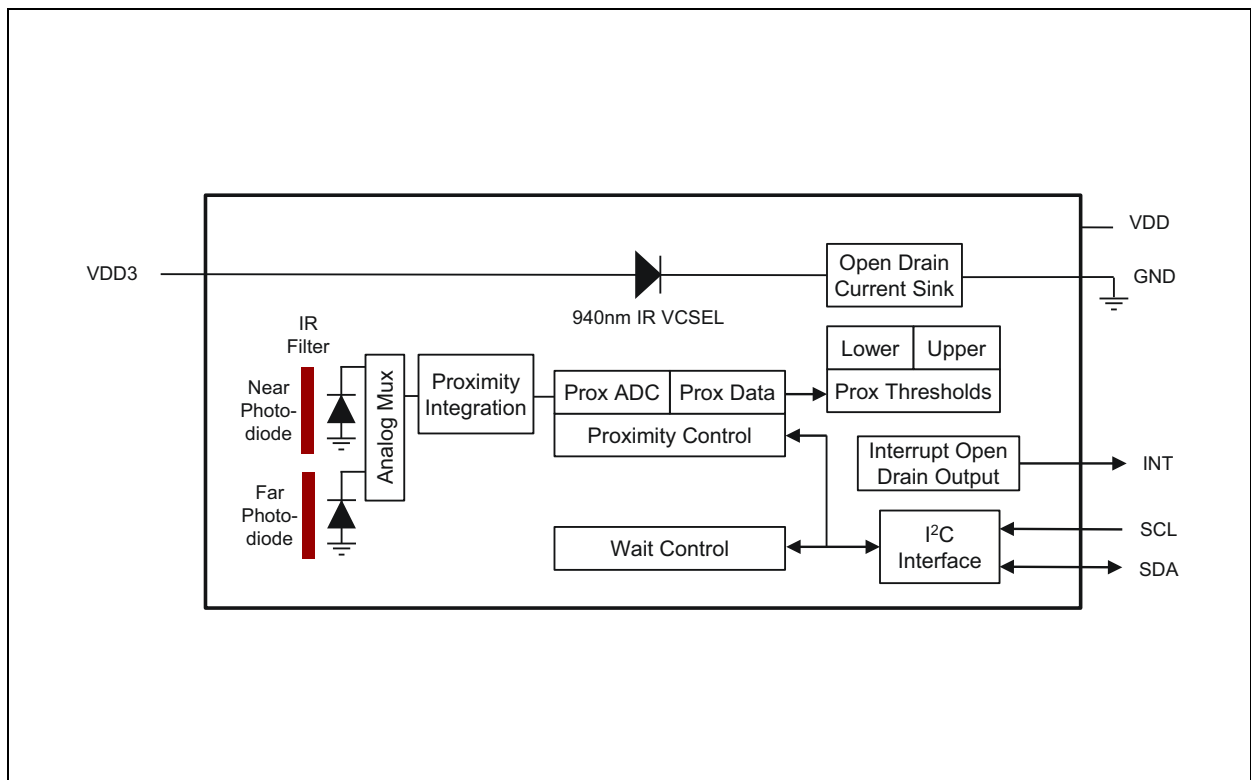 VDD
VDD3
Open Drain
Current Sink
GND
940nm IR VCSEL
IR
Filter
Near
Photo-
diode
Far
Photo-
diode
Analog Mux
Proximity
Integration
Prox ADC
Prox Data
Proximity Control
Lower
Upper
Prox Thresholds
Interrupt Open
Drain Output
INT
Wait Control
I²C
Interface
SCL
SDA